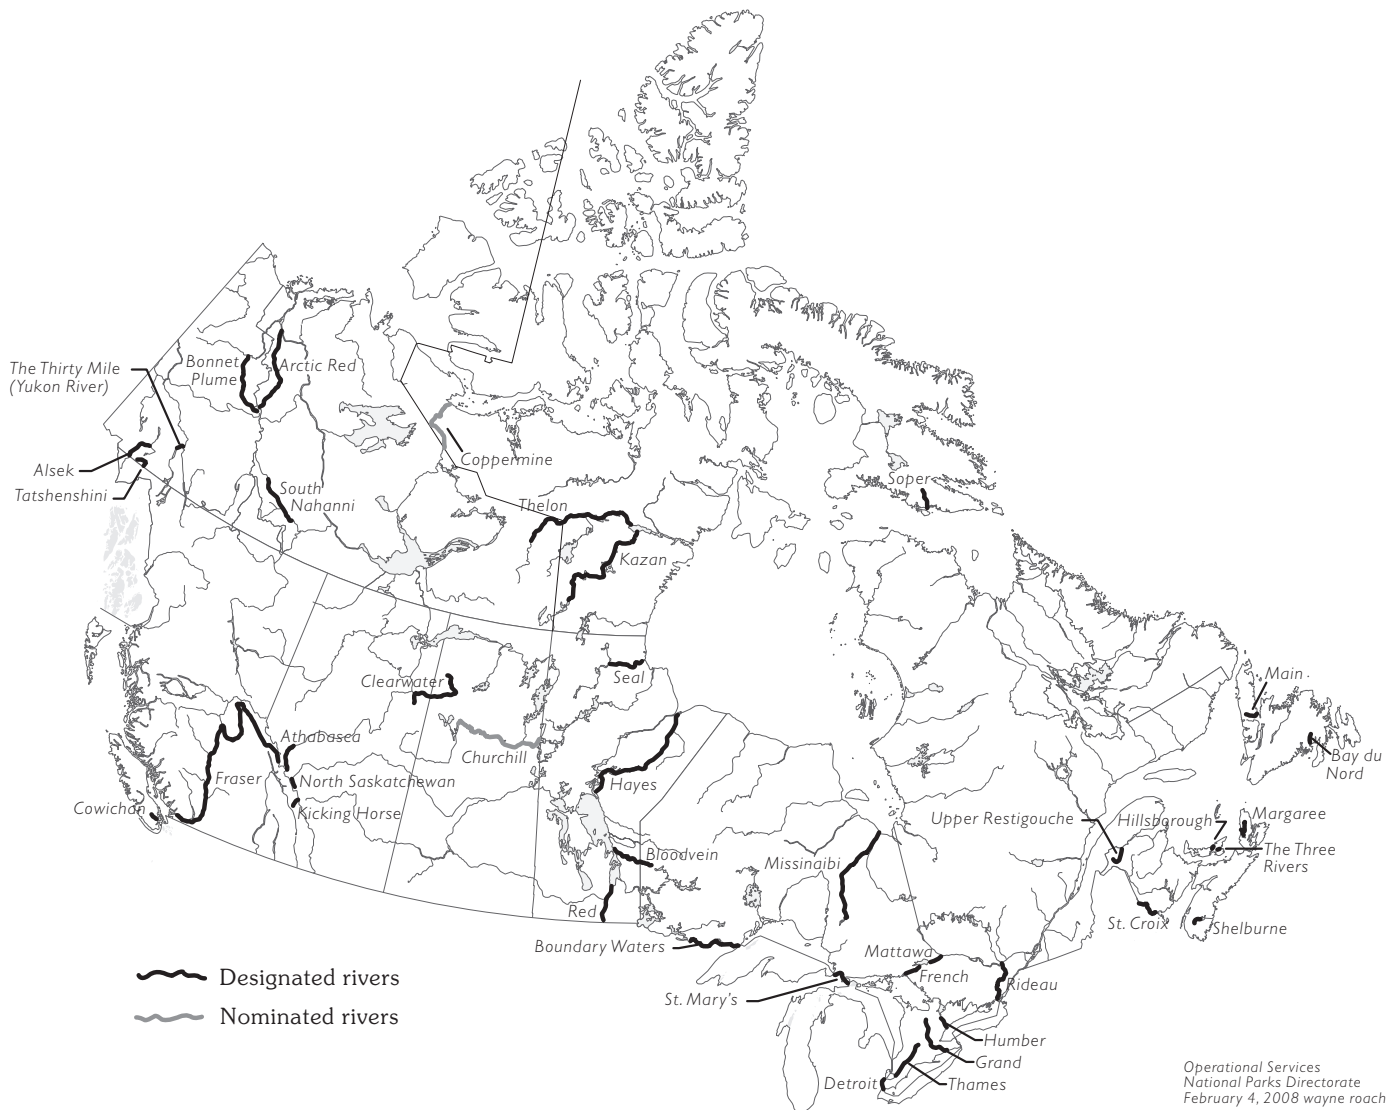 The Thirty Mile
(Yukon River)
Bonnet
Plume
Arctic Red
Alsek
Tatshenshini
Coppermine
South
Nahanni
Thelon
Soper
Kazan
Seal
Clearwater
Main
Bay du
Nord
Athabasca
Churchill
Fraser
North Saskatchewan
Hayes
Cowichan
Kicking Horse
Upper Restigouche
Hillsborough
Margaree
The Three
Rivers
Bloodvein
Missinaibi
Red
Boundary Waters
St. Croix
Shelburne
Mattawa
French
Rideau
St. Mary's
Designated rivers
Nominated rivers
Humber
Grand
Thames
Detroit
Operational Services
National Parks Directorate
February 4, 2008 wayne roach